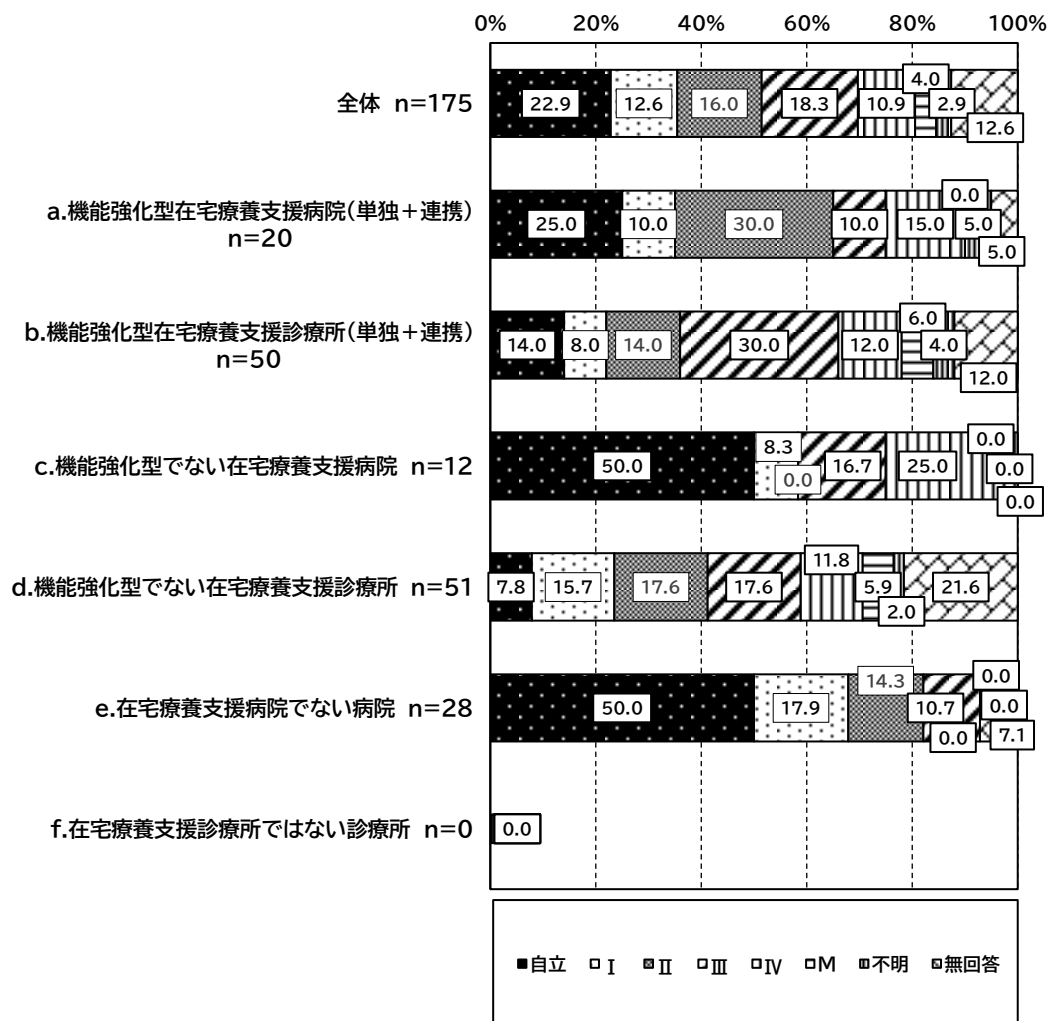 0% 20% 40% 60% 80% 100%
全体 n=175
22.9 12.6 16.0 18.3 10.9 4.0 2.9 12.6
a.機能強化型在宅療養支援病院(単独+連携)
n=20
25.0 10.0 30.0 10.0 15.0 0.0 5.0 5.0
b.機能強化型在宅療養支援診療所(単独+連携)
n=50
14.0 8.0 14.0 30.0 12.0 6.0 4.0 12.0
c.機能強化型でない在宅療養支援病院 n=12
50.0 8.3 0.0 16.7 25.0 0.0 0.0 0.0
d.機能強化型でない在宅療養支援診療所 n=51
7.8 15.7 17.6 17.6 11.8 5.9 2.0 21.6
e.在宅療養支援病院でない病院 n=28
50.0 17.9 14.3 10.7 0.0 0.0 0.0 7.1
f.在宅療養支援診療所ではない診療所 n=0
0.0
自立 Ⅰ Ⅱ Ⅲ Ⅳ M 不明 無回答